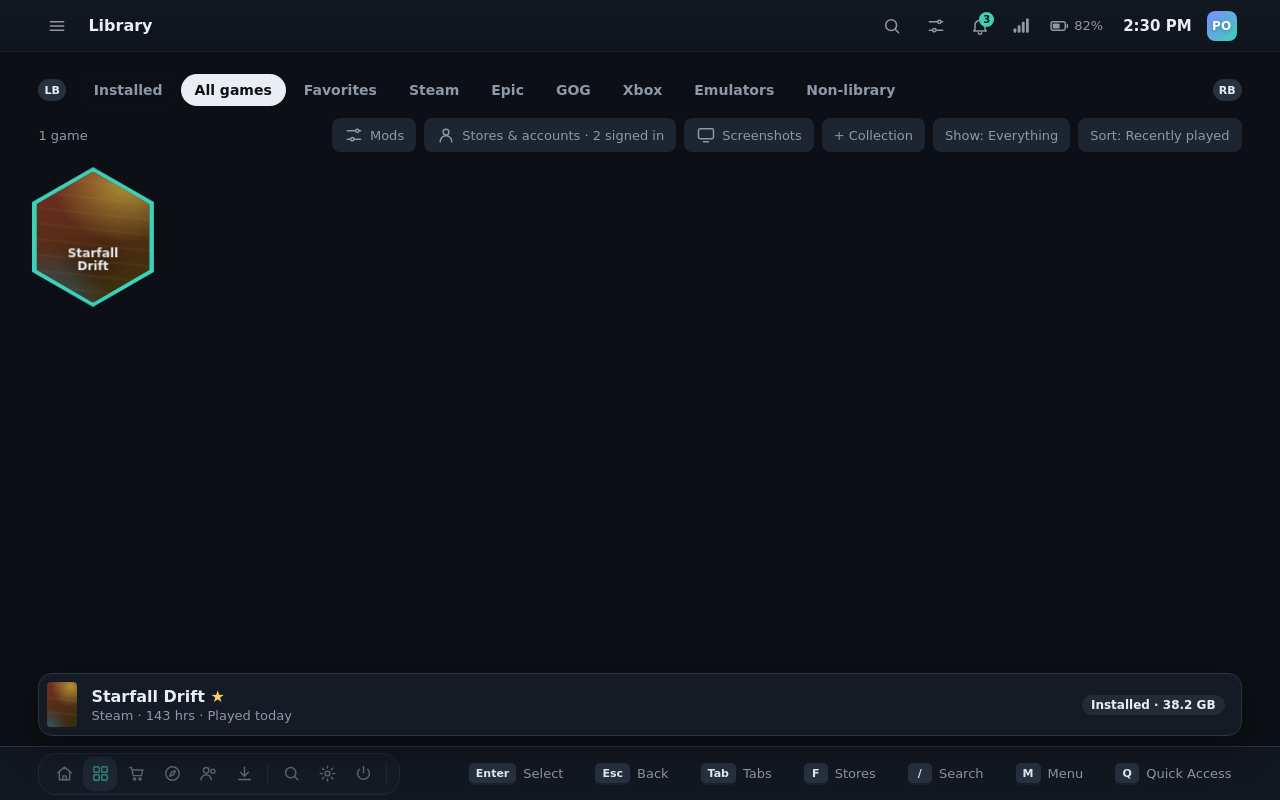 Library
3
82%
2:30 PM
PO
LB
Installed
All games
Favorites
Steam
Epic
GOG
Xbox
Emulators
Non-library
RB
1 game
Mods
Stores & accounts · 2 signed in
Screenshots
+ Collection
Show: Everything
Sort: Recently played
Starfall
Drift
Starfall Drift ★
Steam · 143 hrs · Played today
Installed · 38.2 GB
Enter Select
Esc Back
Tab Tabs
F Stores
/ Search
M Menu
Q Quick Access